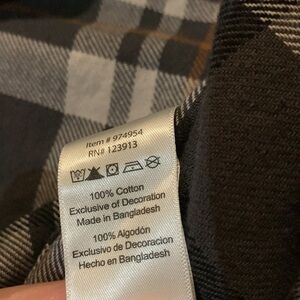 Item # 974954
RN# 123913
100% Cotton
Exclusive of Decoration
Made in Bangladesh
100% Algodón
Exclusivo de Decoracion
Hecho en Bangladesh